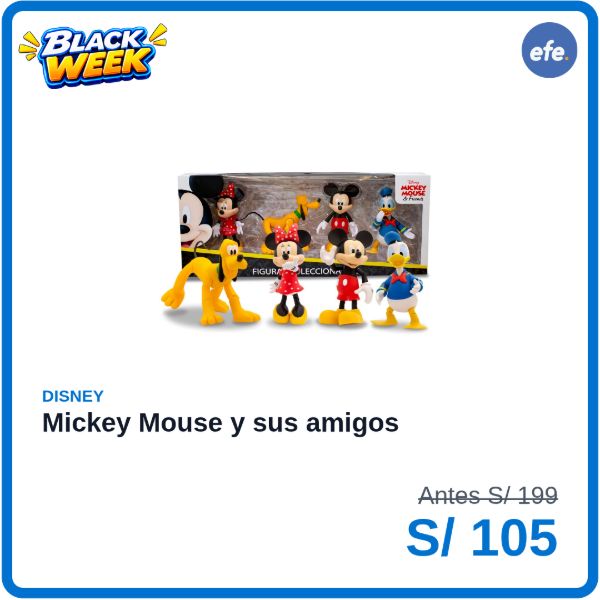 BLACK
WEEK
efe.
Disney
MICKEY
MOUSE
& Friends
DISNEY
Mickey Mouse y sus amigos
Antes S/ 199
S/ 105